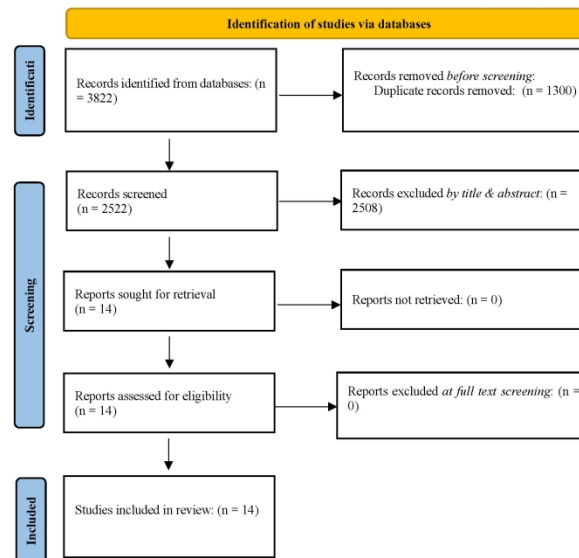 Identification of studies via databases
Identificati
Records identified from databases: (n
= 3822)
Records removed before screening:
Duplicate records removed: (n = 1300)
Screening
Records screened
(n = 2522)
Records excluded by title & abstract: (n =
2508)
Reports sought for retrieval
(n = 14)
Reports not retrieved: (n = 0)
Reports assessed for eligibility
(n = 14)
Reports excluded at full text screening: (n =
0)
Included
Studies included in review: (n = 14)